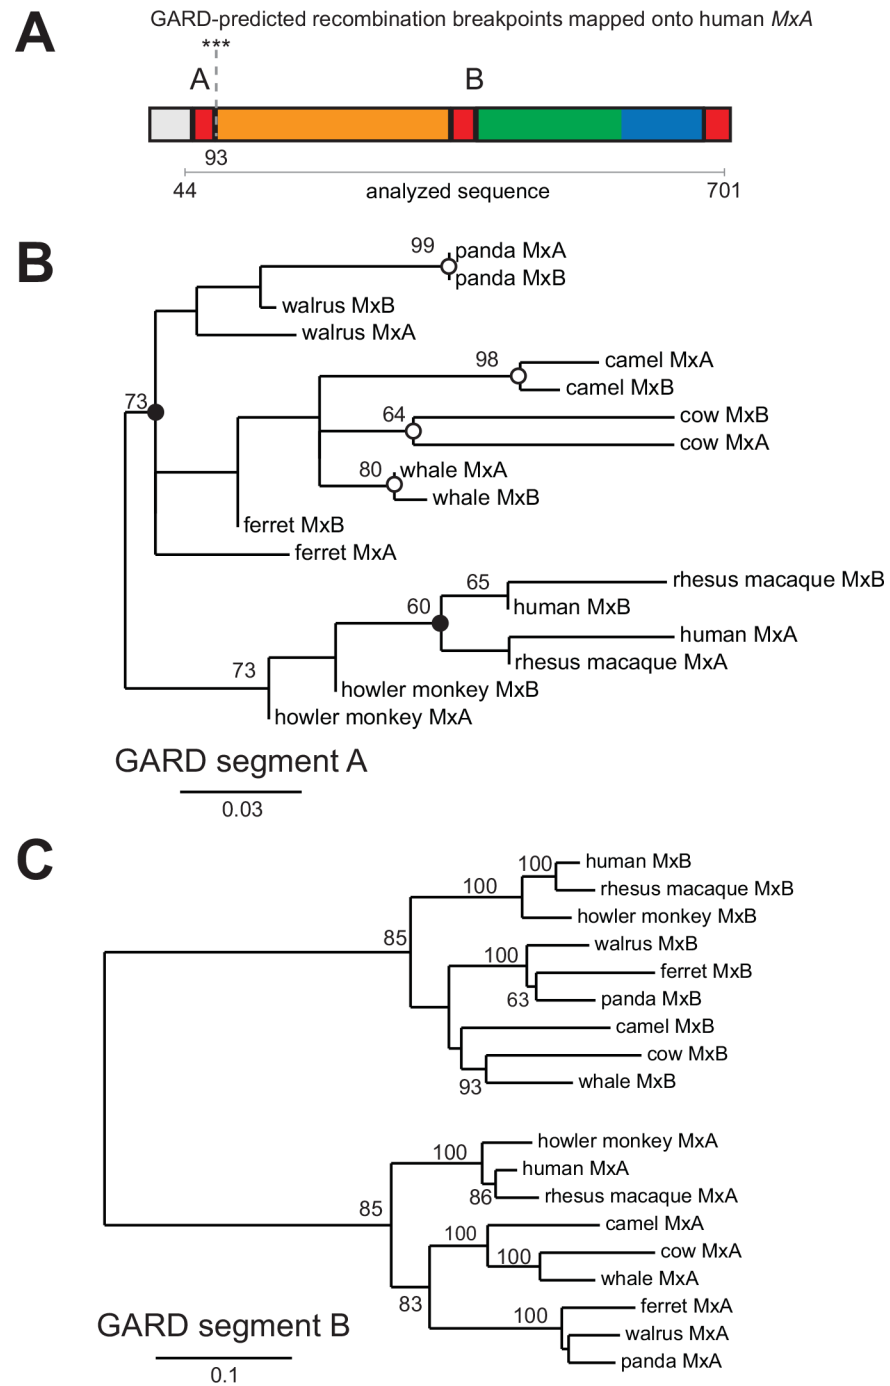 A
GARD-predicted recombination breakpoints mapped onto human MxA
***
A
B
93
44
analyzed sequence
701
B
99
panda MxA
panda MxB
walrus MxB
walrus MxA
98
camel MxA
camel MxB
73
64
cow MxB
cow MxA
80
whale MxA
whale MxB
ferret MxB
ferret MxA
65
rhesus macaque MxB
60
human MxB
human MxA
rhesus macaque MxA
73
howler monkey MxB
howler monkey MxA
GARD segment A
0.03
C
100
human MxB
100
rhesus macaque MxB
howler monkey MxB
85
100
walrus MxB
ferret MxB
63
panda MxB
camel MxB
cow MxB
93
whale MxB
100
howler monkey MxA
human MxA
86
rhesus macaque MxA
85
100
camel MxA
100
cow MxA
whale MxA
83
100
ferret MxA
walrus MxA
panda MxA
GARD segment B
0.1